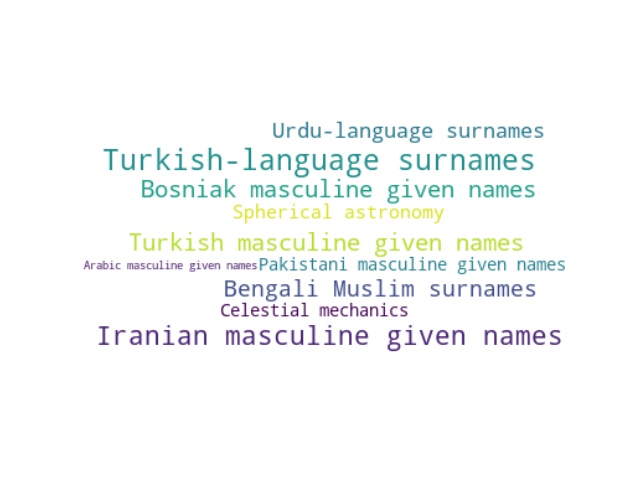 Urdu-language surnames
Turkish-language surnames
Bosniak masculine given names
Spherical astronomy
Turkish masculine given names
Arabic masculine given names
Pakistani masculine given names
Bengali Muslim surnames
Celestial mechanics
Iranian masculine given names